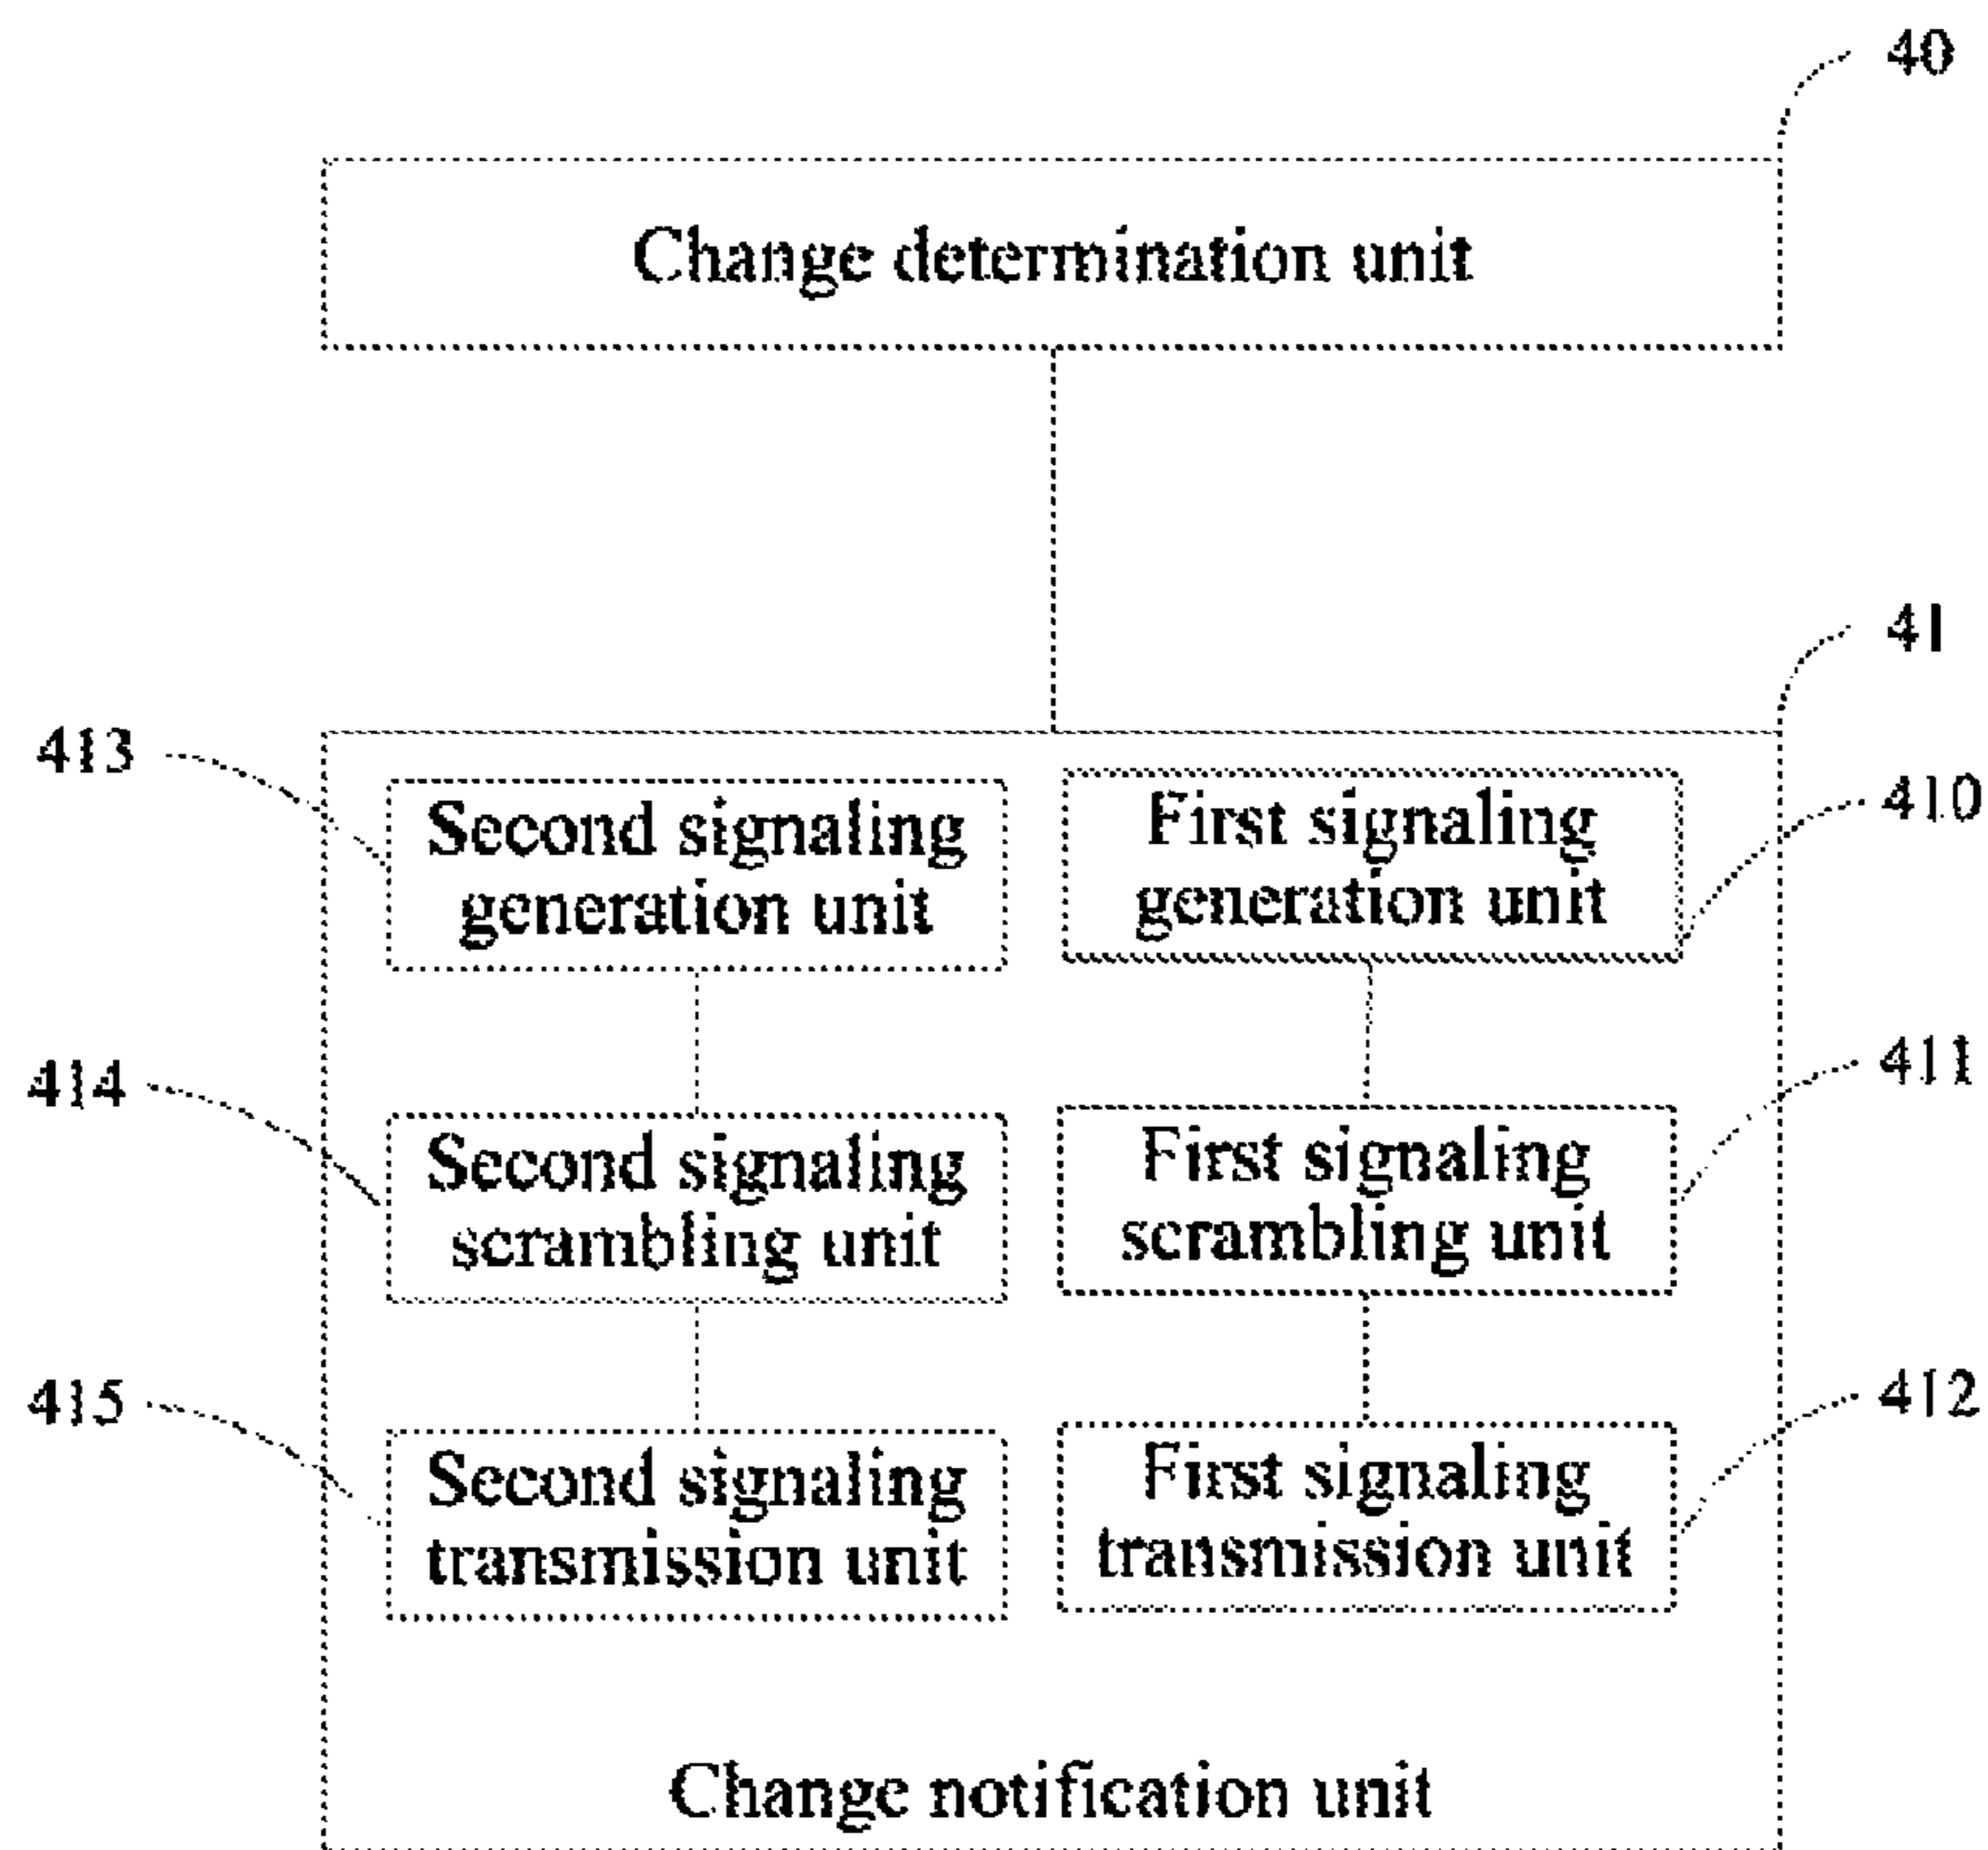 40
Change determination unit
41
413
Second signaling
generation unit
First signaling
generation unit
410
414
Second signaling
scrambling unit
First signaling
scrambling unit
411
415
Second signaling
transmission unit
First signaling
transmission unit
412
Change notification unit